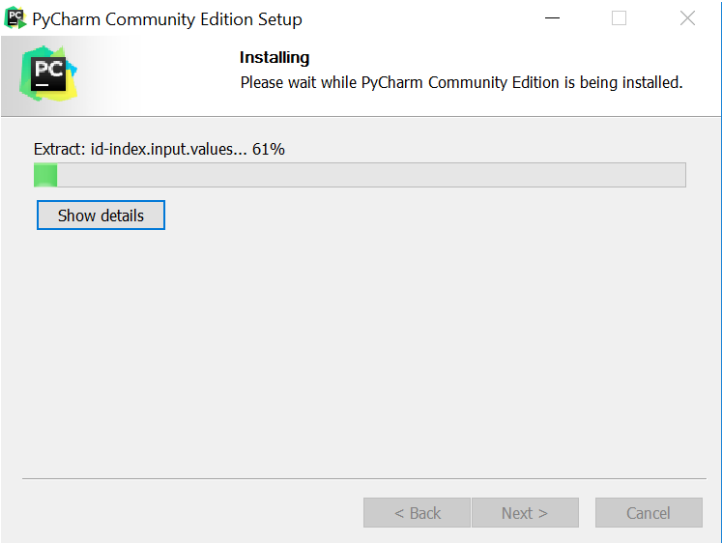 PyCharm Community Edition Setup
PC
Installing
Please wait while PyCharm Community Edition is being installed.
Extract: id-index.input.values... 61%
Show details
< Back
Next >
Cancel